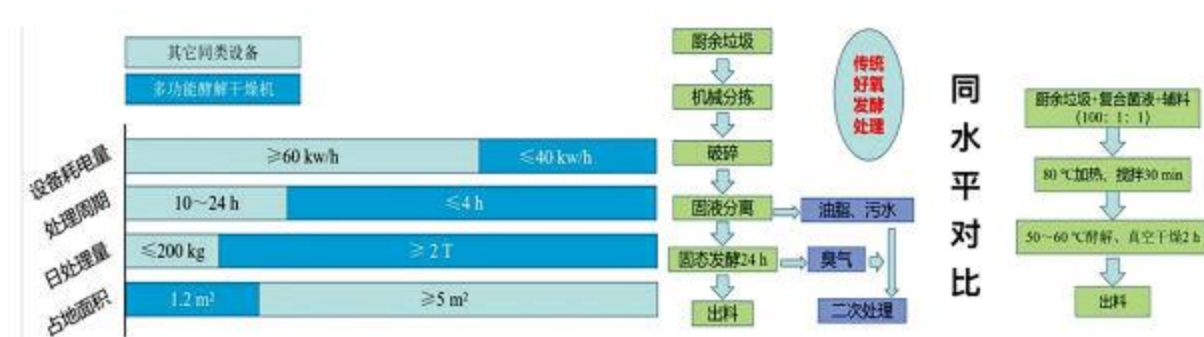 其它同类设备
多功能酵解干燥机
设备耗电量
≥60 kw/h
≤40 kw/h
处理周期
10～24 h
≤4 h
日处理量
≤200 kg
≥2 T
占地面积
1.2 m²
≥5 m²
厨余垃圾
机械分拣
破碎
固液分离
油脂、污水
固态发酵24 h
臭气
出料
二次处理
传统
好氧
发酵
处理
同
水
平
对
比
厨余垃圾+复合菌液+辅料
(100：1：1)
80 ℃加热、搅拌30 min
50～60 ℃酵解、真空干燥2 h
出料